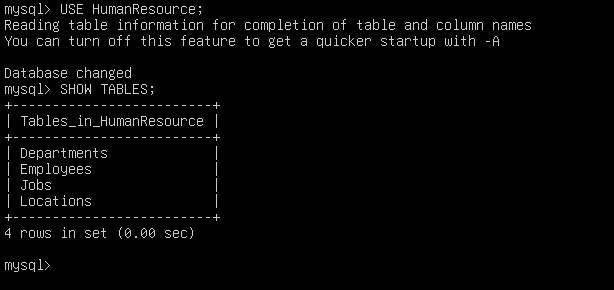 mysql> USE HumanResource;
Reading table information for completion of table and column names
You can turn off this feature to get a quicker startup with -A
Database changed
mysql> SHOW TABLES;
+-------------------------+
| Tables_in_HumanResource |
+-------------------------+
| Departments             |
| Employees               |
| Jobs                    |
| Locations               |
+-------------------------+
4 rows in set (0.00 sec)
mysql>